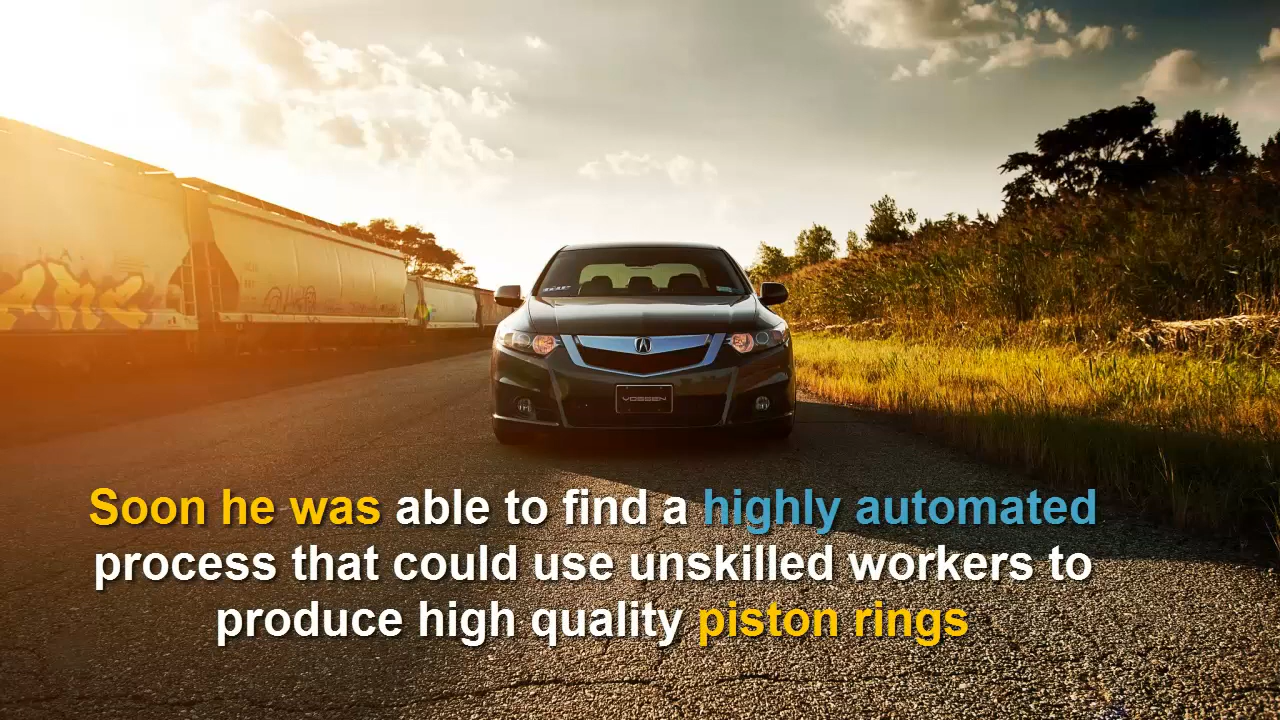 VOSSEN
Soon he was able to find a highly automated
process that could use unskilled workers to
produce high quality piston rings